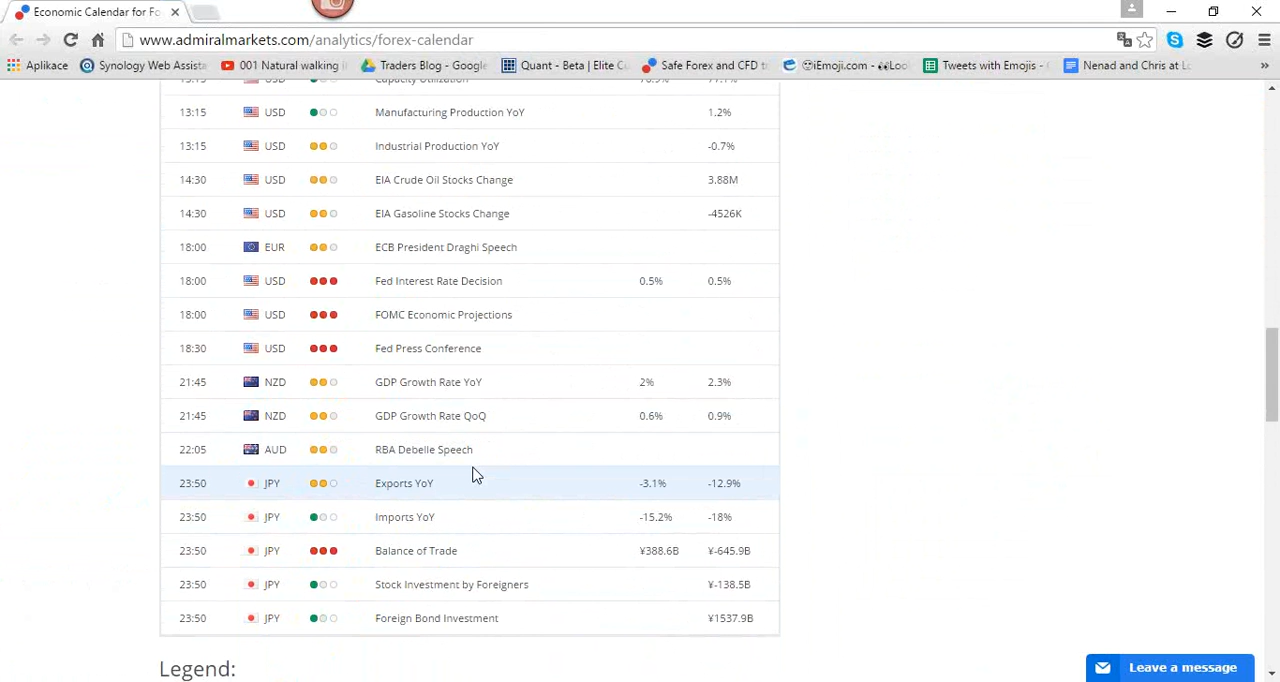 Economic Calendar for Fo
www.admiralmarkets.com/analytics/forex-calendar
Aplikace Synology Web Assista 001 Natural walking Traders Blog - Google Quant - Beta | Elite C Safe Forex and CFD t iEmoji.com - Loo Tweets with Emojis - Nenad and Chris at L »
USD Capacity Utilization
13:15 USD Manufacturing Production YoY 1.2%
13:15 USD Industrial Production YoY -0.7%
14:30 USD EIA Crude Oil Stocks Change 3.88M
14:30 USD EIA Gasoline Stocks Change -4526K
18:00 EUR ECB President Draghi Speech
18:00 USD Fed Interest Rate Decision 0.5% 0.5%
18:00 USD FOMC Economic Projections
18:30 USD Fed Press Conference
21:45 NZD GDP Growth Rate YoY 2% 2.3%
21:45 NZD GDP Growth Rate QoQ 0.6% 0.9%
22:05 AUD RBA Debelle Speech
23:50 JPY Exports YoY -3.1% -12.9%
23:50 JPY Imports YoY -15.2% -18%
23:50 JPY Balance of Trade ¥388.6B ¥-645.9B
23:50 JPY Stock Investment by Foreigners ¥-138.5B
23:50 JPY Foreign Bond Investment ¥1537.9B
Legend:
Leave a message